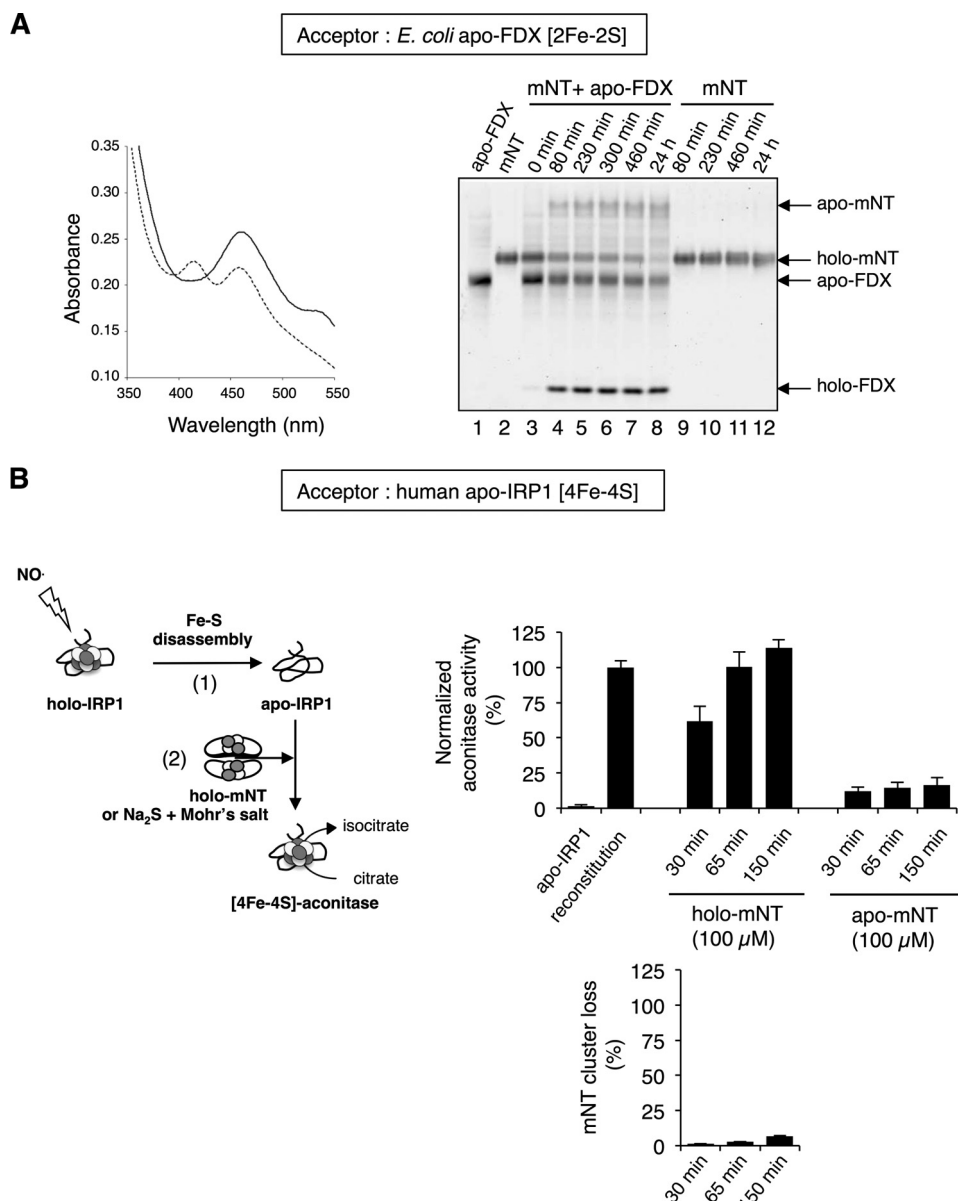 A
Acceptor : E. coli apo-FDX [2Fe-2S]
Absorbance
0.35
0.30
0.25
0.20
0.15
0.10
350
400
450
500
550
Wavelength (nm)
mNT+ apo-FDX
mNT
apo-FDX
mNT
0 min
80 min
230 min
300 min
460 min
24 h
80 min
230 min
460 min
24 h
apo-mNT
holo-mNT
apo-FDX
holo-FDX
1 2 3 4 5 6 7 8 9 10 11 12
B
Acceptor : human apo-IRP1 [4Fe-4S]
NO·
Fe-S
disassembly
(1)
holo-IRP1
apo-IRP1
(2)
holo-mNT
or Na₂S + Mohr's salt
isocitrate
citrate
[4Fe-4S]-aconitase
Normalized
aconitase activity
(%)
125
100
75
50
25
0
apo-IRP1
reconstitution
30 min
65 min
150 min
30 min
65 min
150 min
holo-mNT
(100 µM)
apo-mNT
(100 µM)
mNT cluster loss
(%)
125
100
75
50
25
0
30 min
65 min
150 min